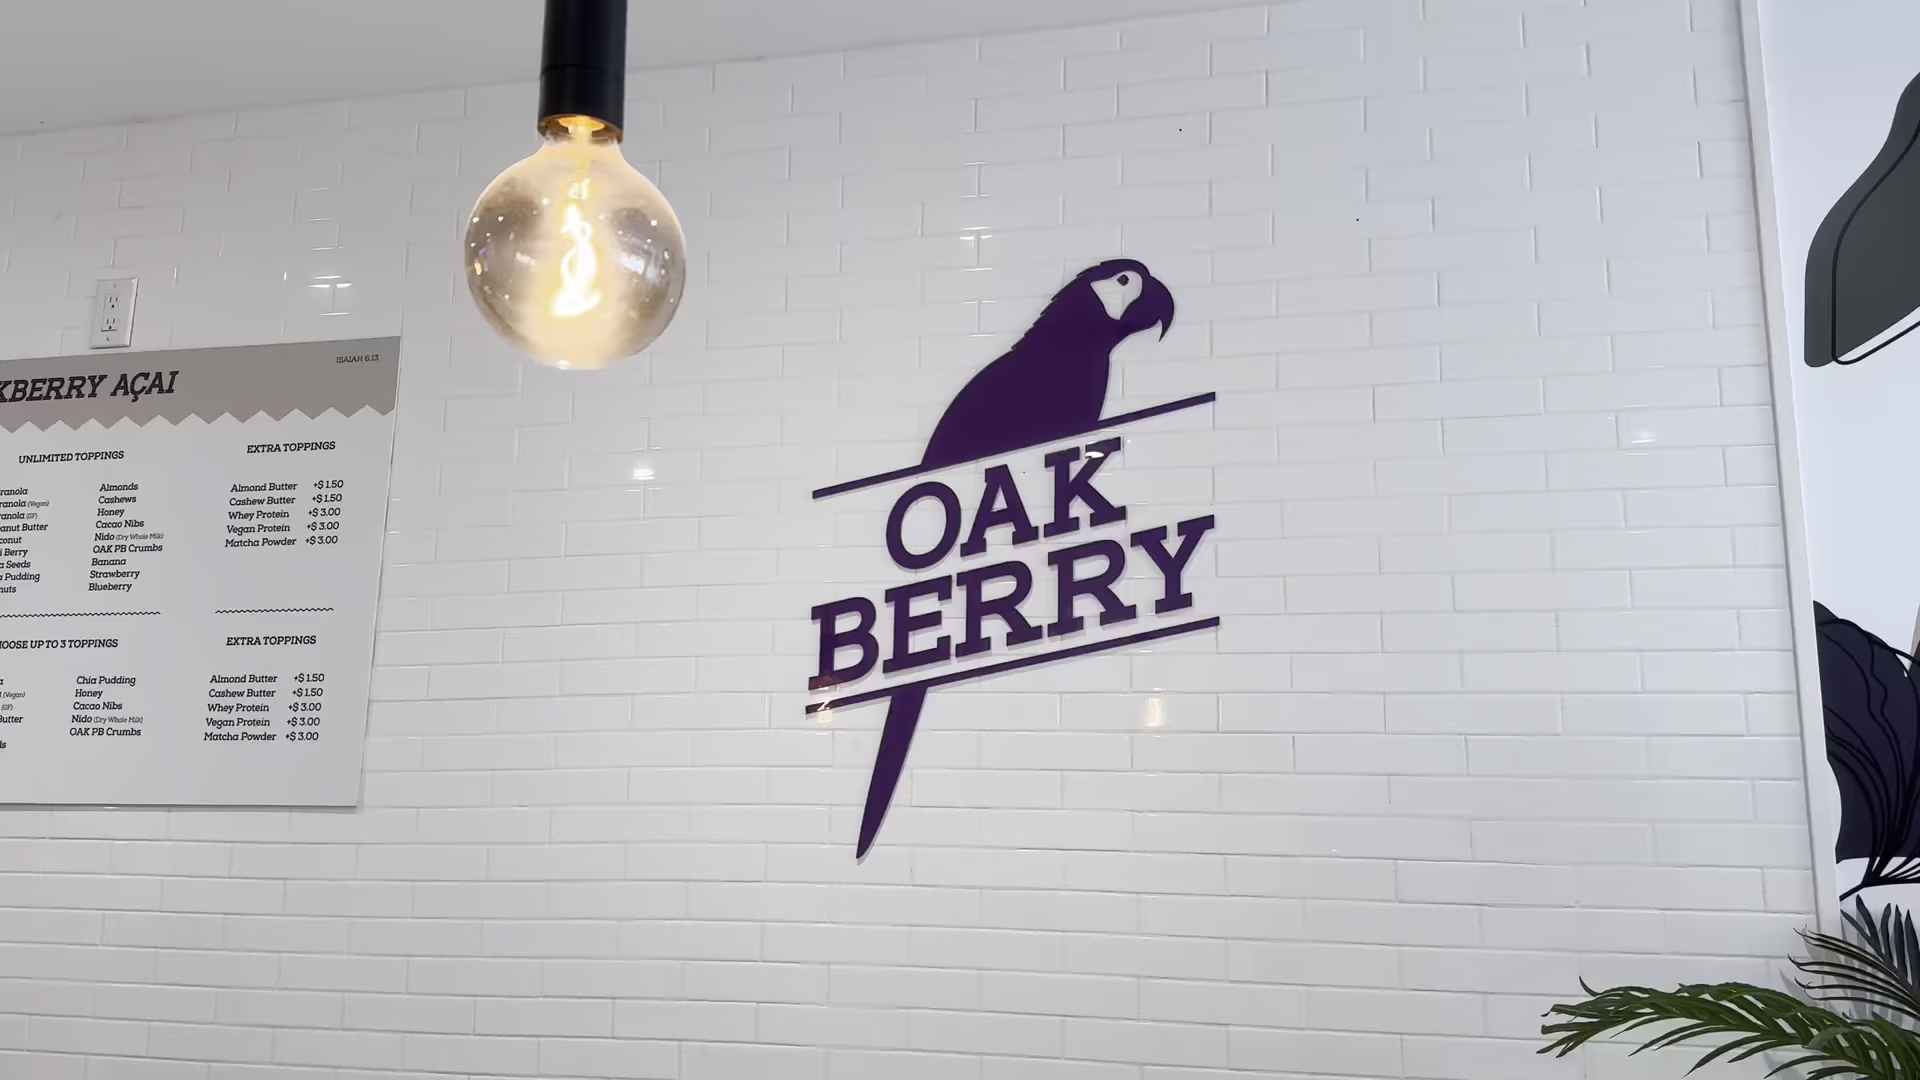 ISAIAH 6.13
KBERRY AÇAI
UNLIMITED TOPPINGS
ranola
ranola (Vegan)
ranola (GF)
anut Butter
conut
i Berry
a Seeds
a Pudding
nuts
Almonds
Cashews
Honey
Cacao Nibs
Nido (Dry Whole Milk)
OAK PB Crumbs
Banana
Strawberry
Blueberry
EXTRA TOPPINGS
Almond Butter +$1.50
Cashew Butter +$1.50
Whey Protein +$3.00
Vegan Protein +$3.00
Matcha Powder +$3.00
HOOSE UP TO 3 TOPPINGS
a
(Vegan)
(GF)
Butter
ds
Chia Pudding
Honey
Cacao Nibs
Nido (Dry Whole Milk)
OAK PB Crumbs
EXTRA TOPPINGS
Almond Butter +$1.50
Cashew Butter +$1.50
Whey Protein +$3.00
Vegan Protein +$3.00
Matcha Powder +$3.00
OAK
BERRY